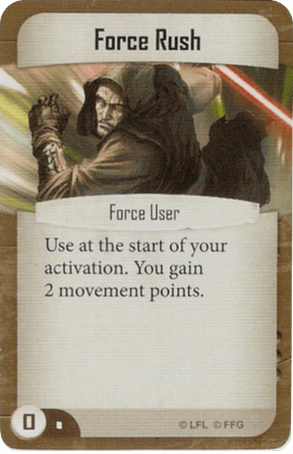 Force Rush
Force User
Use at the start of your
activation. You gain
2 movement points.
0
© LFL © FFG